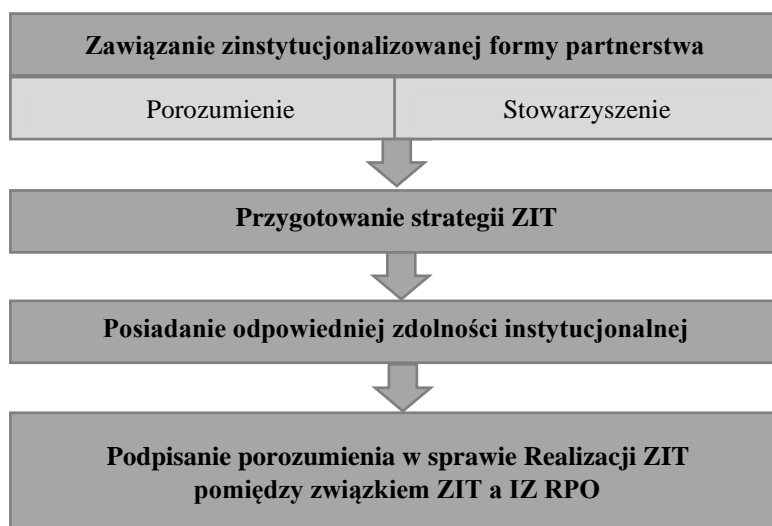 Zawiązanie zinstytucjonalizowanej formy partnerstwa
Porozumienie
Stowarzyszenie
Przygotowanie strategii ZIT
Posiadanie odpowiedniej zdolności instytucjonalnej
Podpisanie porozumienia w sprawie Realizacji ZIT
pomiędzy związkiem ZIT a IZ RPO